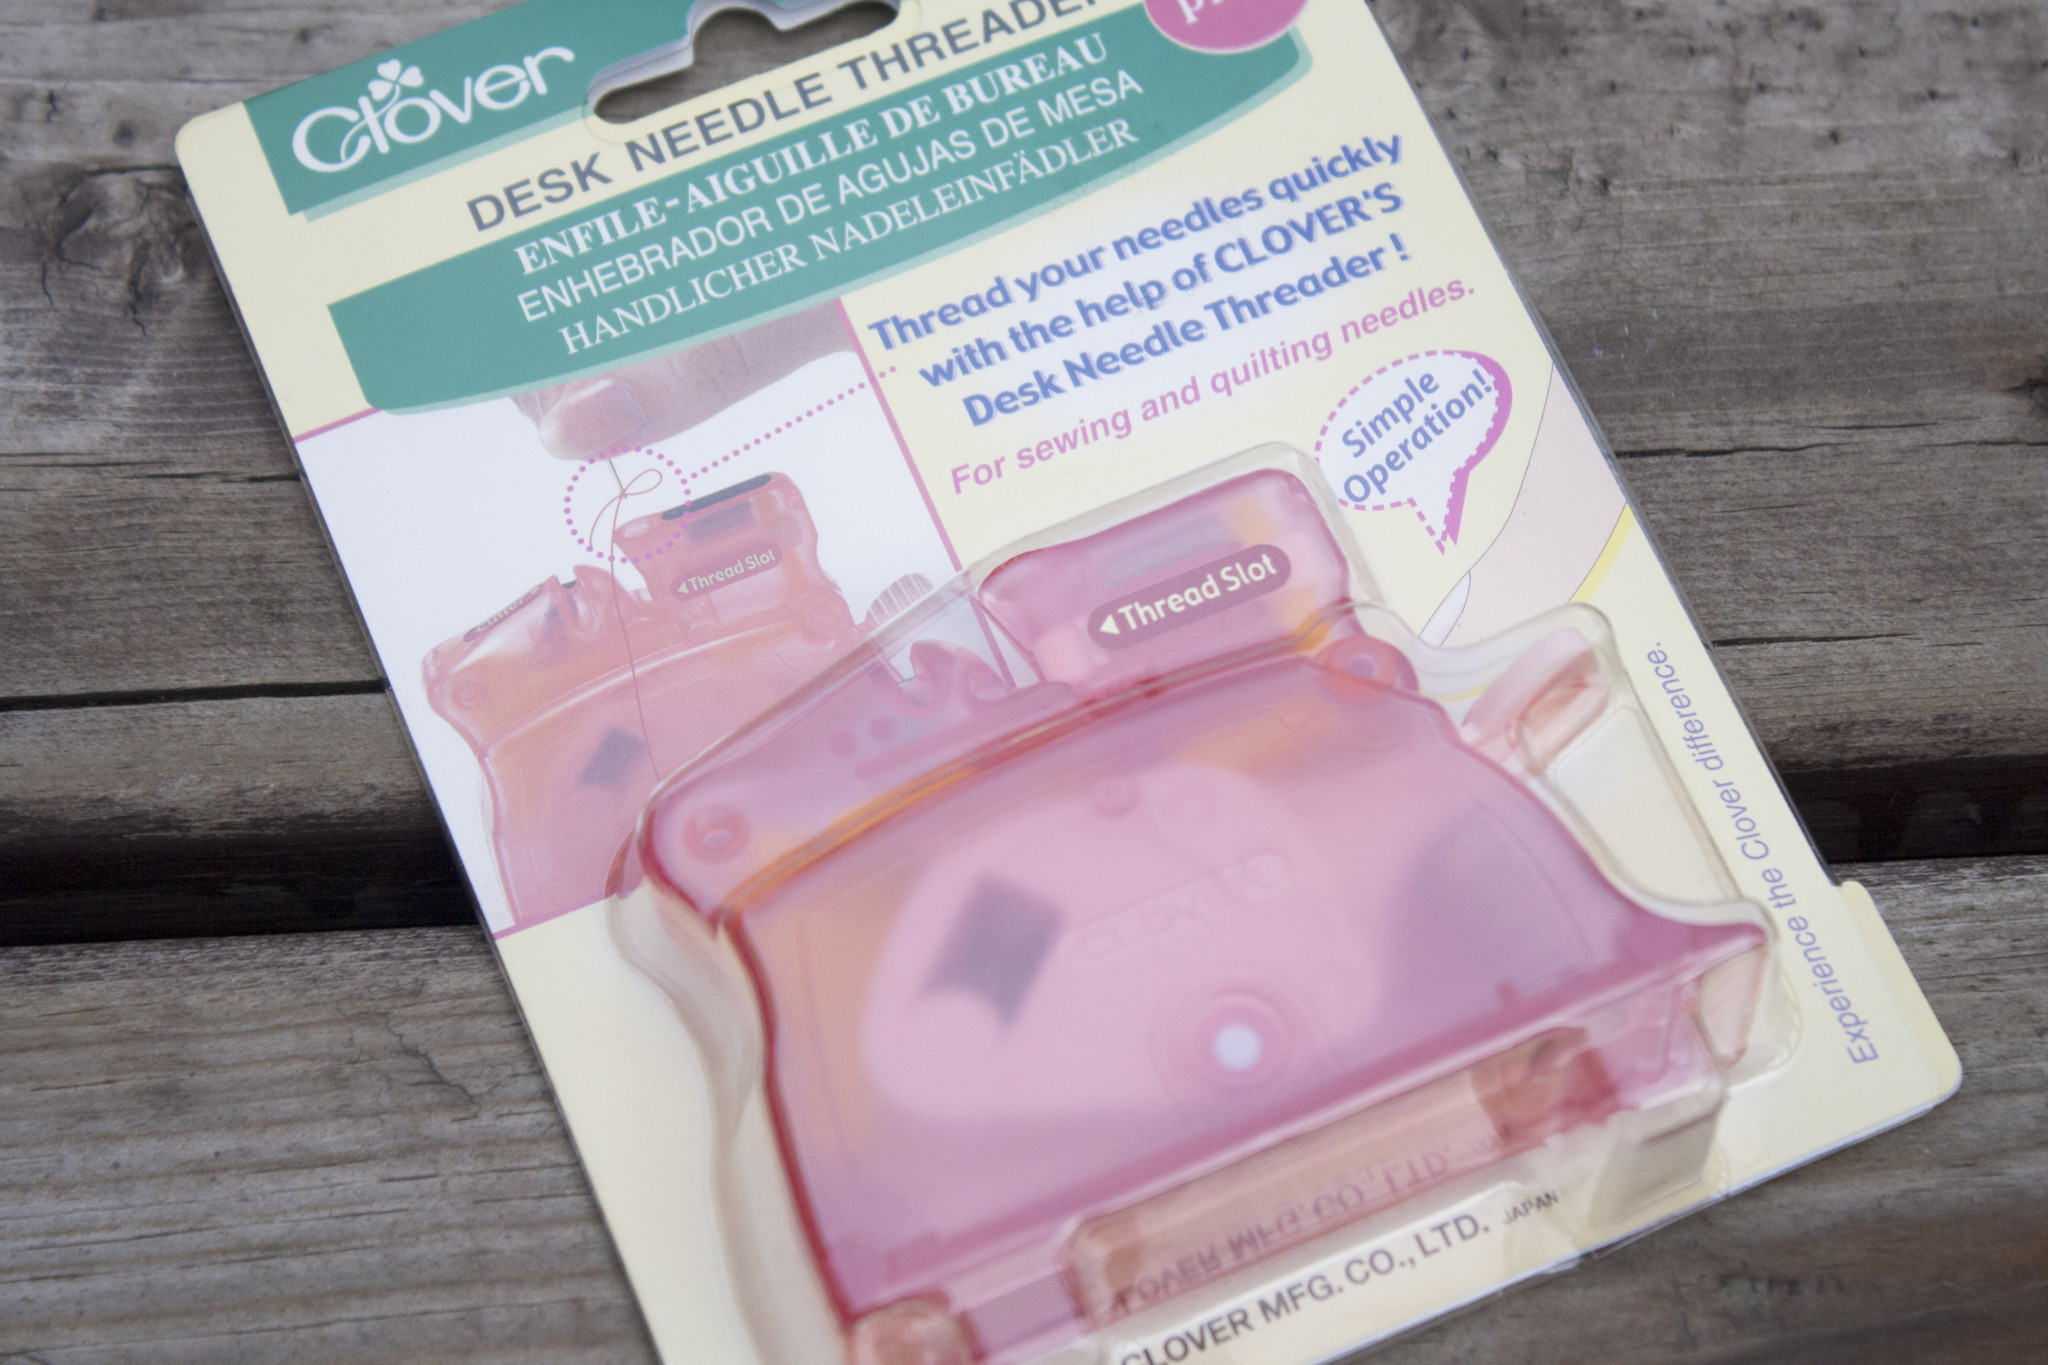 Clover
DESK NEEDLE THREADER
ENFILE-AIGUILLE DE BUREAU
ENHEBRADOR DE AGUJAS DE MESA
HANDLICHER NADELEINFÄDLER
Thread your needles quickly
with the help of CLOVER'S
Desk Needle Threader !
For sewing and quilting needles.
Simple
Operation!
◀Thread Slot
◀Thread Slot
Experience the Clover difference.
CLOVER MFG. CO., LTD. JAPAN